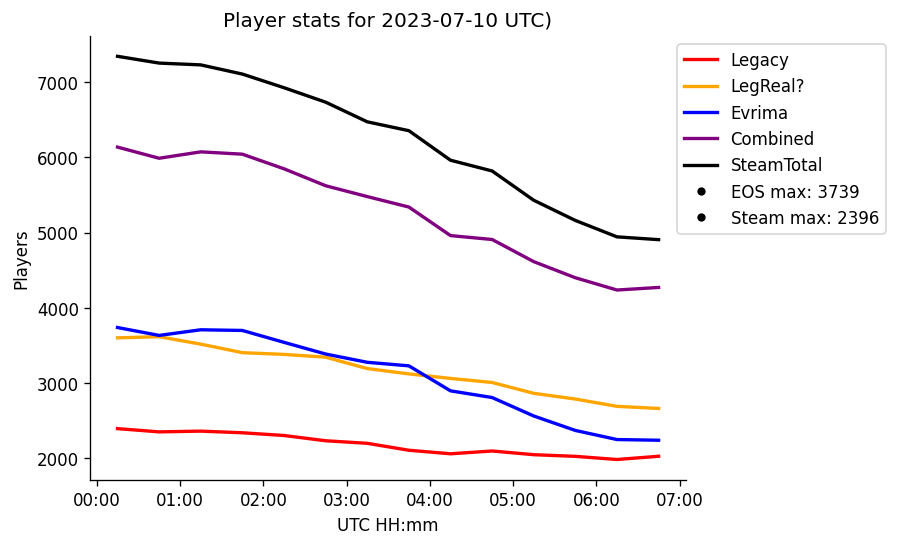 Player stats for 2023-07-10 UTC)
Legacy
LegReal?
Evrima
Combined
SteamTotal
EOS max: 3739
Steam max: 2396
Players
7000
6000
5000
4000
3000
2000
00:00 01:00 02:00 03:00 04:00 05:00 06:00 07:00
UTC HH:mm